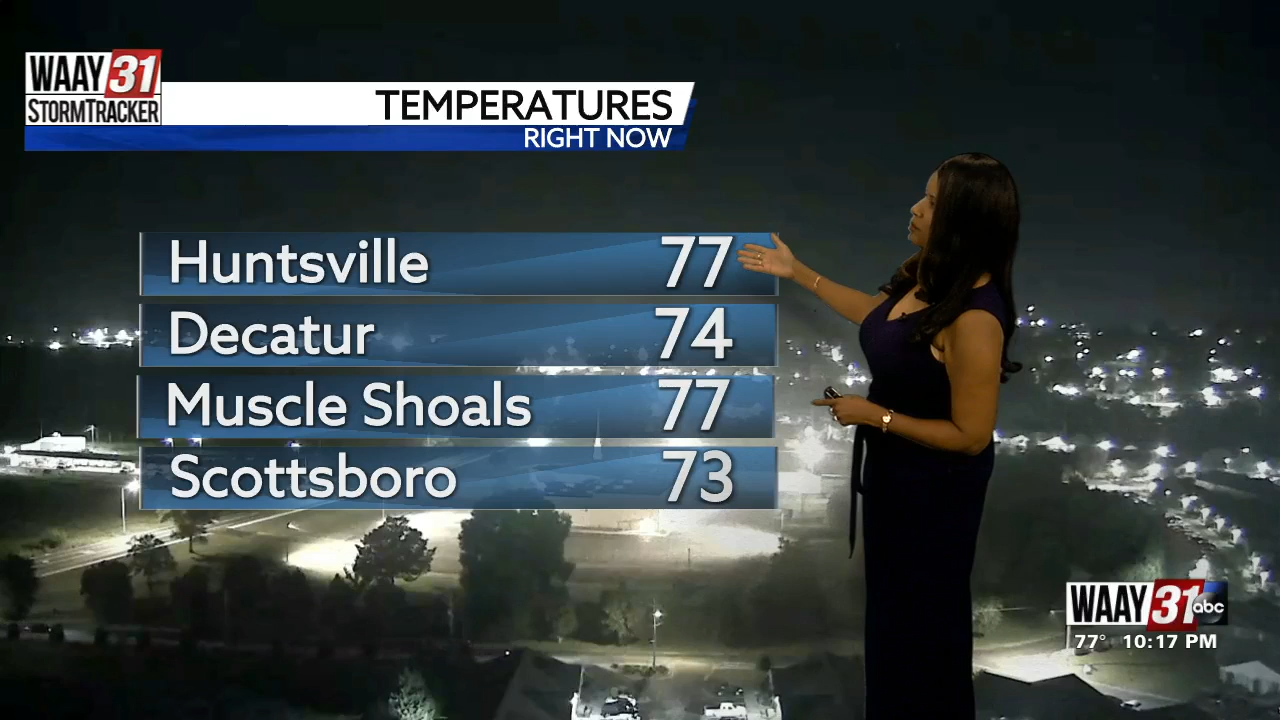 WAAY 31
STORMTRACKER
TEMPERATURES
RIGHT NOW
Huntsville 77
Decatur 74
Muscle Shoals 77
Scottsboro 73
WAAY 31 abc
77° 10:17 PM